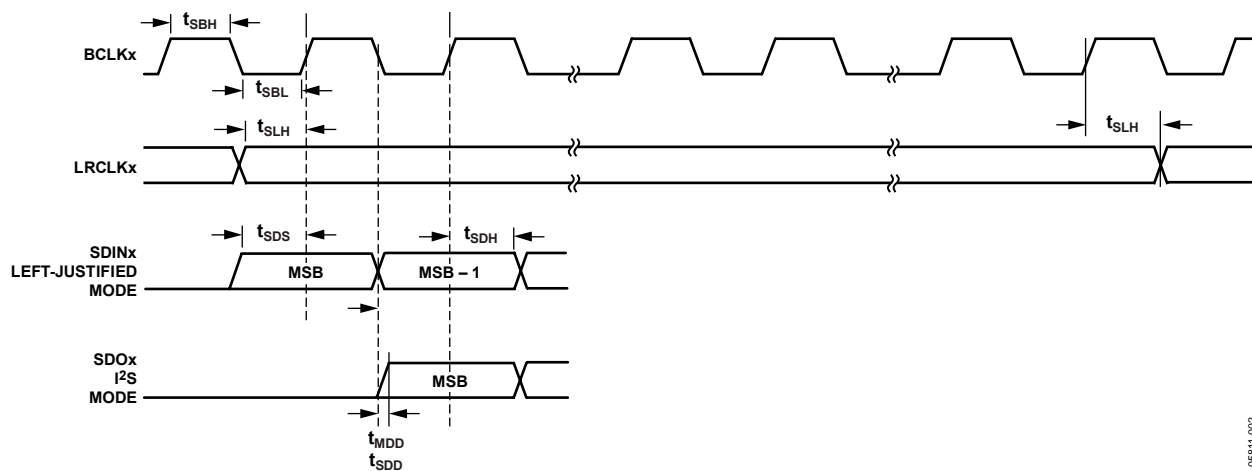 tSBH
BCLKx
tSBL
tSLH
tSLH
LRCLKx
tSDS
tSDH
SDINx
LEFT-JUSTIFIED
MODE
MSB
MSB – 1
SDOx
I²S
MODE
MSB
tMDD
tSDD
05811-002